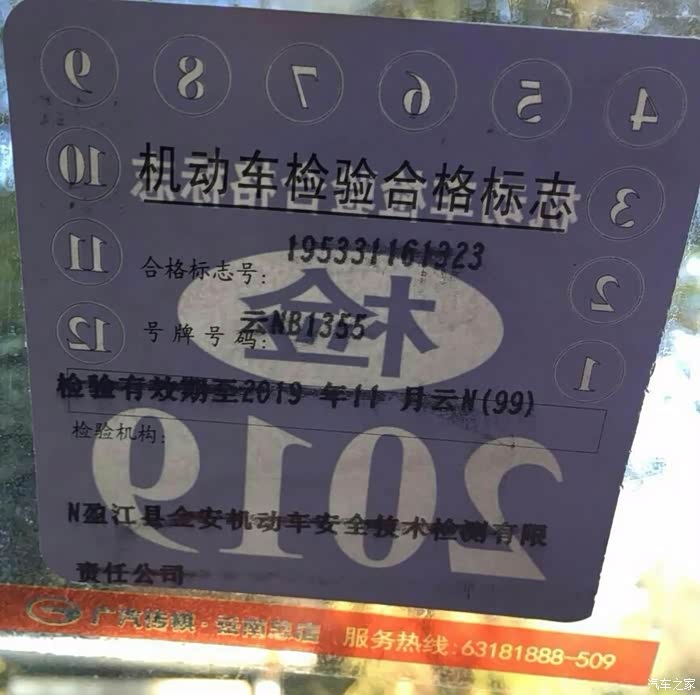 9 8 7 6 5 4
10 3
11 2
12 1
机动车检验合格标志
合格标志号: 195331161323
号牌号码: 云NB1355
检
检验有效期至2019 年11 月云N(99)
检验机构:
2019
N盈江县金安机动车安全技术检测有限
责任公司
广汽传祺·云南总店 服务热线:63181888-509
汽车之家